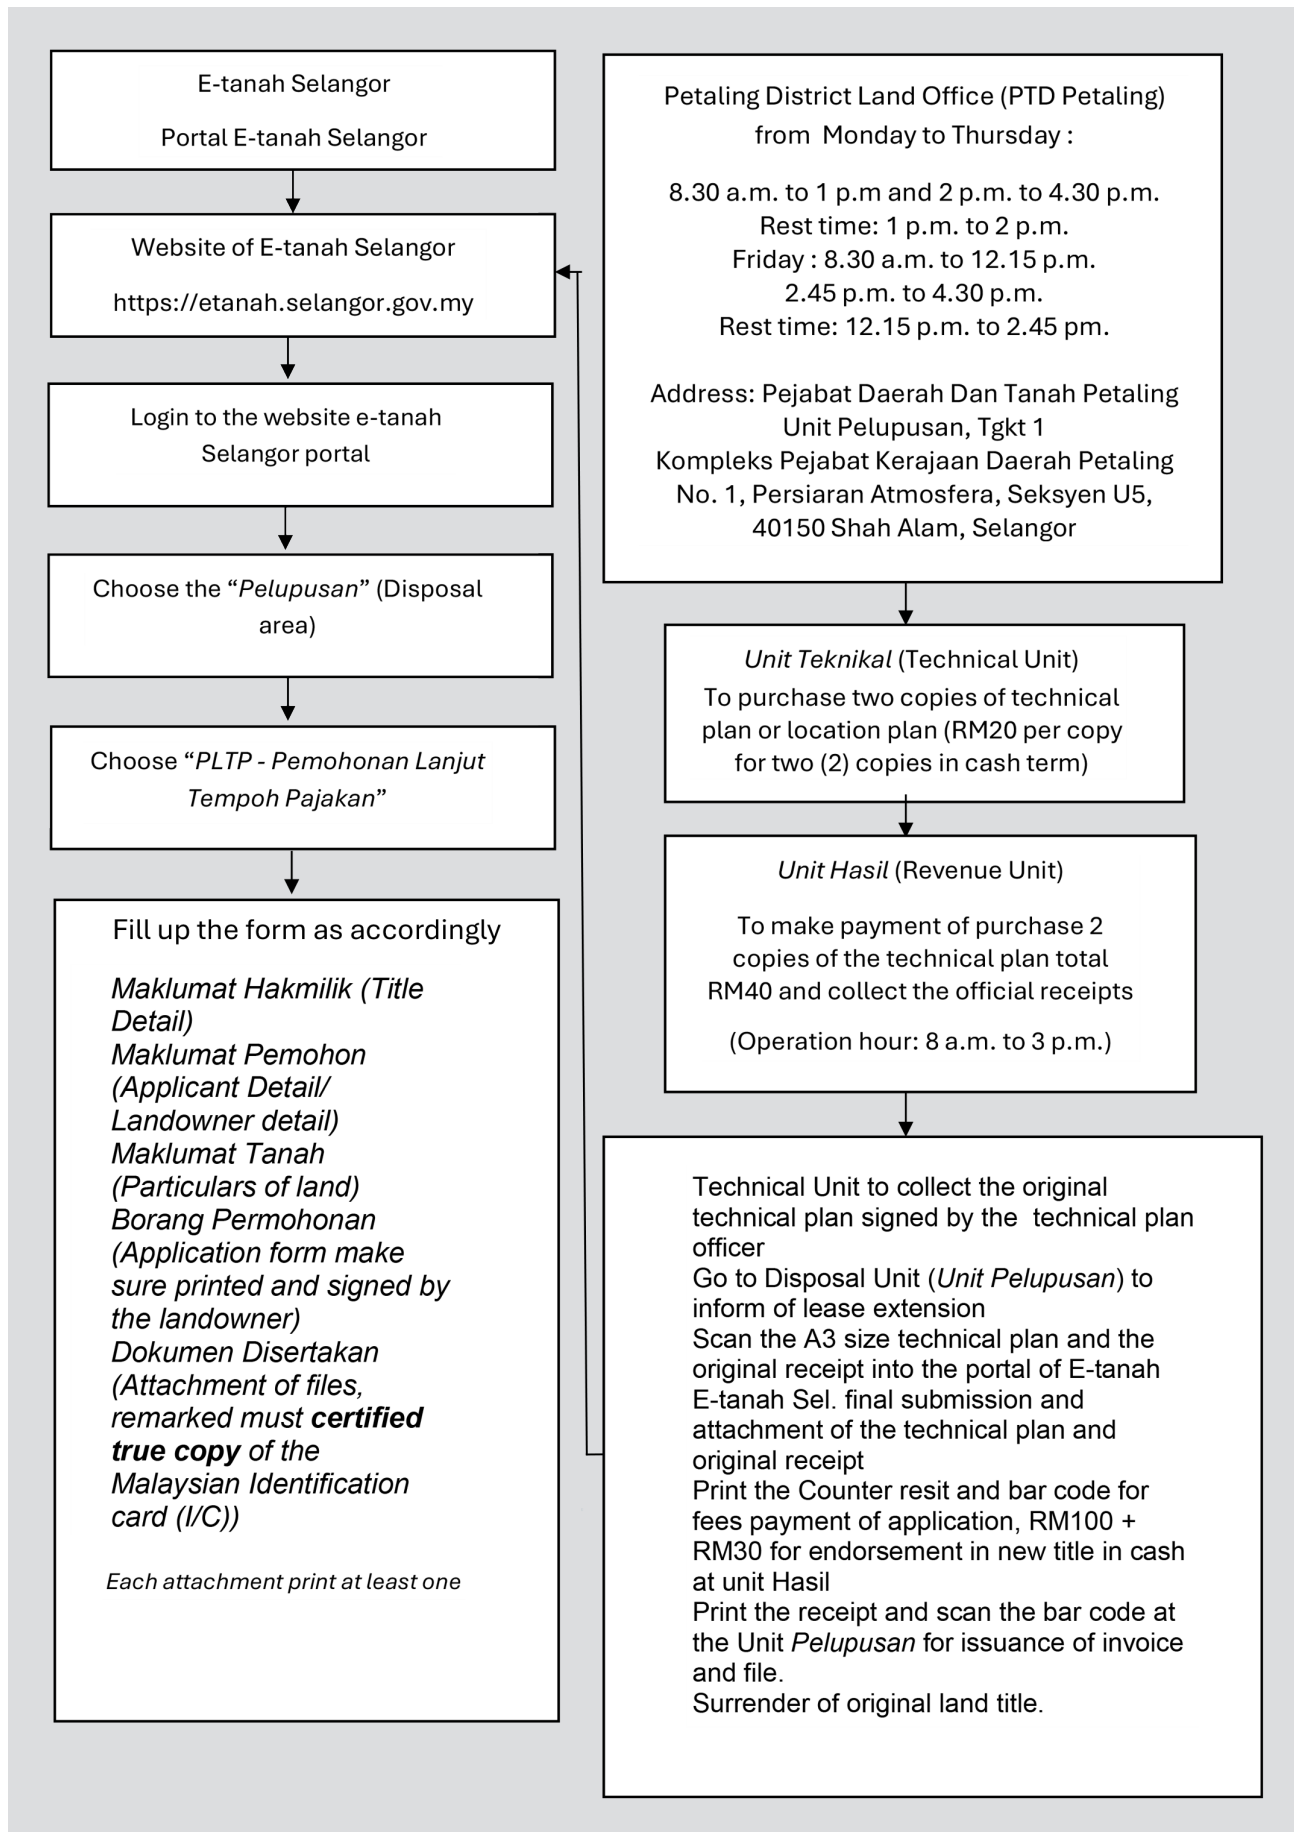 E-tanah Selangor
Portal E-tanah Selangor
Website of E-tanah Selangor
https://etanah.selangor.gov.my
Login to the website e-tanah
Selangor portal
Choose the “Pelupusan” (Disposal
area)
Choose “PLTP - Pemohonan Lanjut
Tempoh Pajakan”
Fill up the form as accordingly
Maklumat Hakmilik (Title
Detail)
Maklumat Pemohon
(Applicant Detail/
Landowner detail)
Maklumat Tanah
(Particulars of land)
Borang Permohonan
(Application form make
sure printed and signed by
the landowner)
Dokumen Disertakan
(Attachment of files,
remarked must certified
true copy of the
Malaysian Identification
card (I/C))
Each attachment print at least one
Petaling District Land Office (PTD Petaling)
from Monday to Thursday :
8.30 a.m. to 1 p.m and 2 p.m. to 4.30 p.m.
Rest time: 1 p.m. to 2 p.m.
Friday : 8.30 a.m. to 12.15 p.m.
2.45 p.m. to 4.30 p.m.
Rest time: 12.15 p.m. to 2.45 pm.
Address: Pejabat Daerah Dan Tanah Petaling
Unit Pelupusan, Tgkt 1
Kompleks Pejabat Kerajaan Daerah Petaling
No. 1, Persiaran Atmosfera, Seksyen U5,
40150 Shah Alam, Selangor
Unit Teknikal (Technical Unit)
To purchase two copies of technical
plan or location plan (RM20 per copy
for two (2) copies in cash term)
Unit Hasil (Revenue Unit)
To make payment of purchase 2
copies of the technical plan total
RM40 and collect the official receipts
(Operation hour: 8 a.m. to 3 p.m.)
Technical Unit to collect the original
technical plan signed by the technical plan
officer
Go to Disposal Unit (Unit Pelupusan) to
inform of lease extension
Scan the A3 size technical plan and the
original receipt into the portal of E-tanah
E-tanah Sel. final submission and
attachment of the technical plan and
original receipt
Print the Counter resit and bar code for
fees payment of application, RM100 +
RM30 for endorsement in new title in cash
at unit Hasil
Print the receipt and scan the bar code at
the Unit Pelupusan for issuance of invoice
and file.
Surrender of original land title.